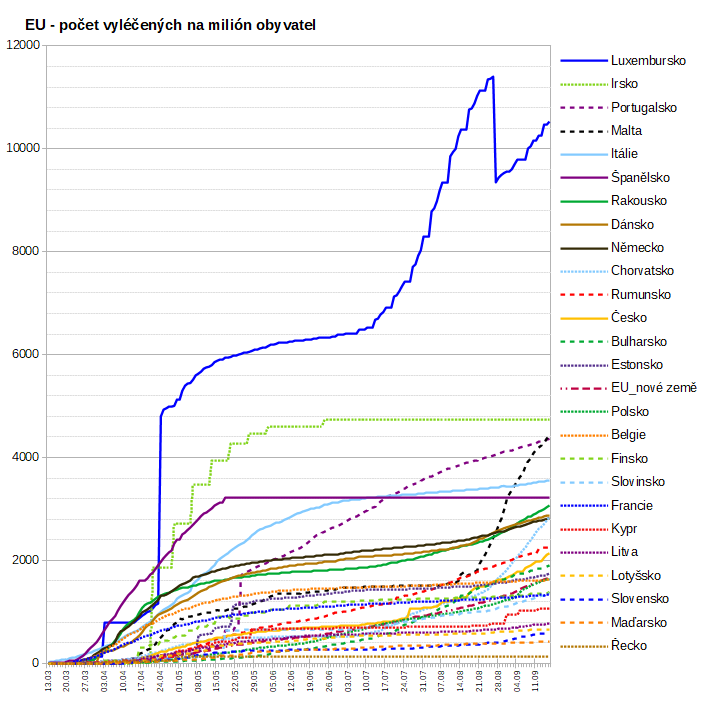 EU - počet vyléčených na milión obyvatel
12000
10000
8000
6000
4000
2000
0
13.03
20.03
27.03
03.04
10.04
17.04
24.04
01.05
08.05
15.05
22.05
29.05
05.06
12.06
19.06
26.06
03.07
10.07
17.07
24.07
31.07
07.08
14.08
21.08
28.08
04.09
11.09
Luxembursko
Irsko
Portugalsko
Malta
Itálie
Španělsko
Rakousko
Dánsko
Německo
Chorvatsko
Rumunsko
Česko
Bulharsko
Estonsko
EU_nové země
Polsko
Belgie
Finsko
Slovinsko
Francie
Kypr
Litva
Lotyšsko
Slovensko
Maďarsko
Řecko